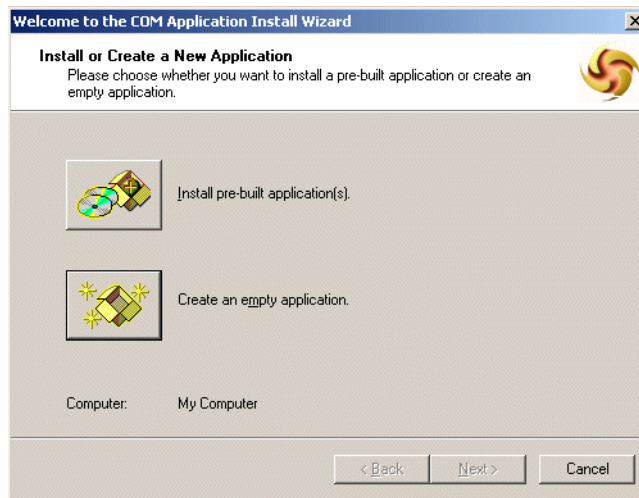 Welcome to the COM Application Install Wizard
Install or Create a New Application
Please choose whether you want to install a pre-built application or create an
empty application.
Install pre-built application(s).
Create an empty application.
Computer: My Computer
< Back Next > Cancel